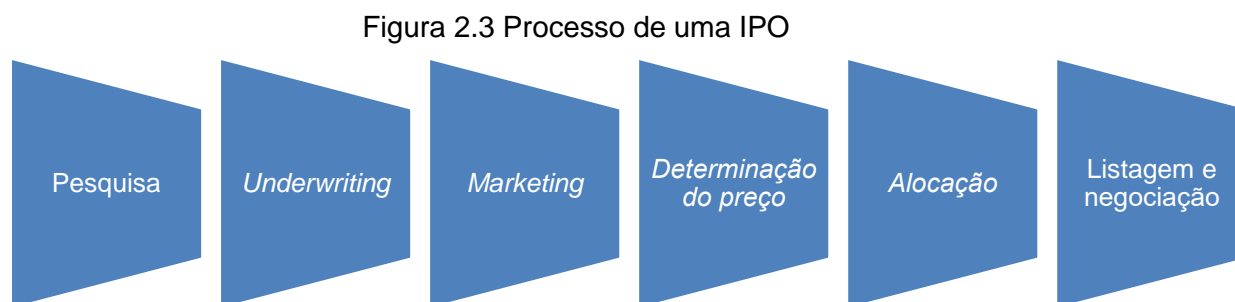 Figura 2.3 Processo de uma IPO
Pesquisa
Underwriting
Marketing
Determinação
do preço
Alocação
Listagem e
negociação